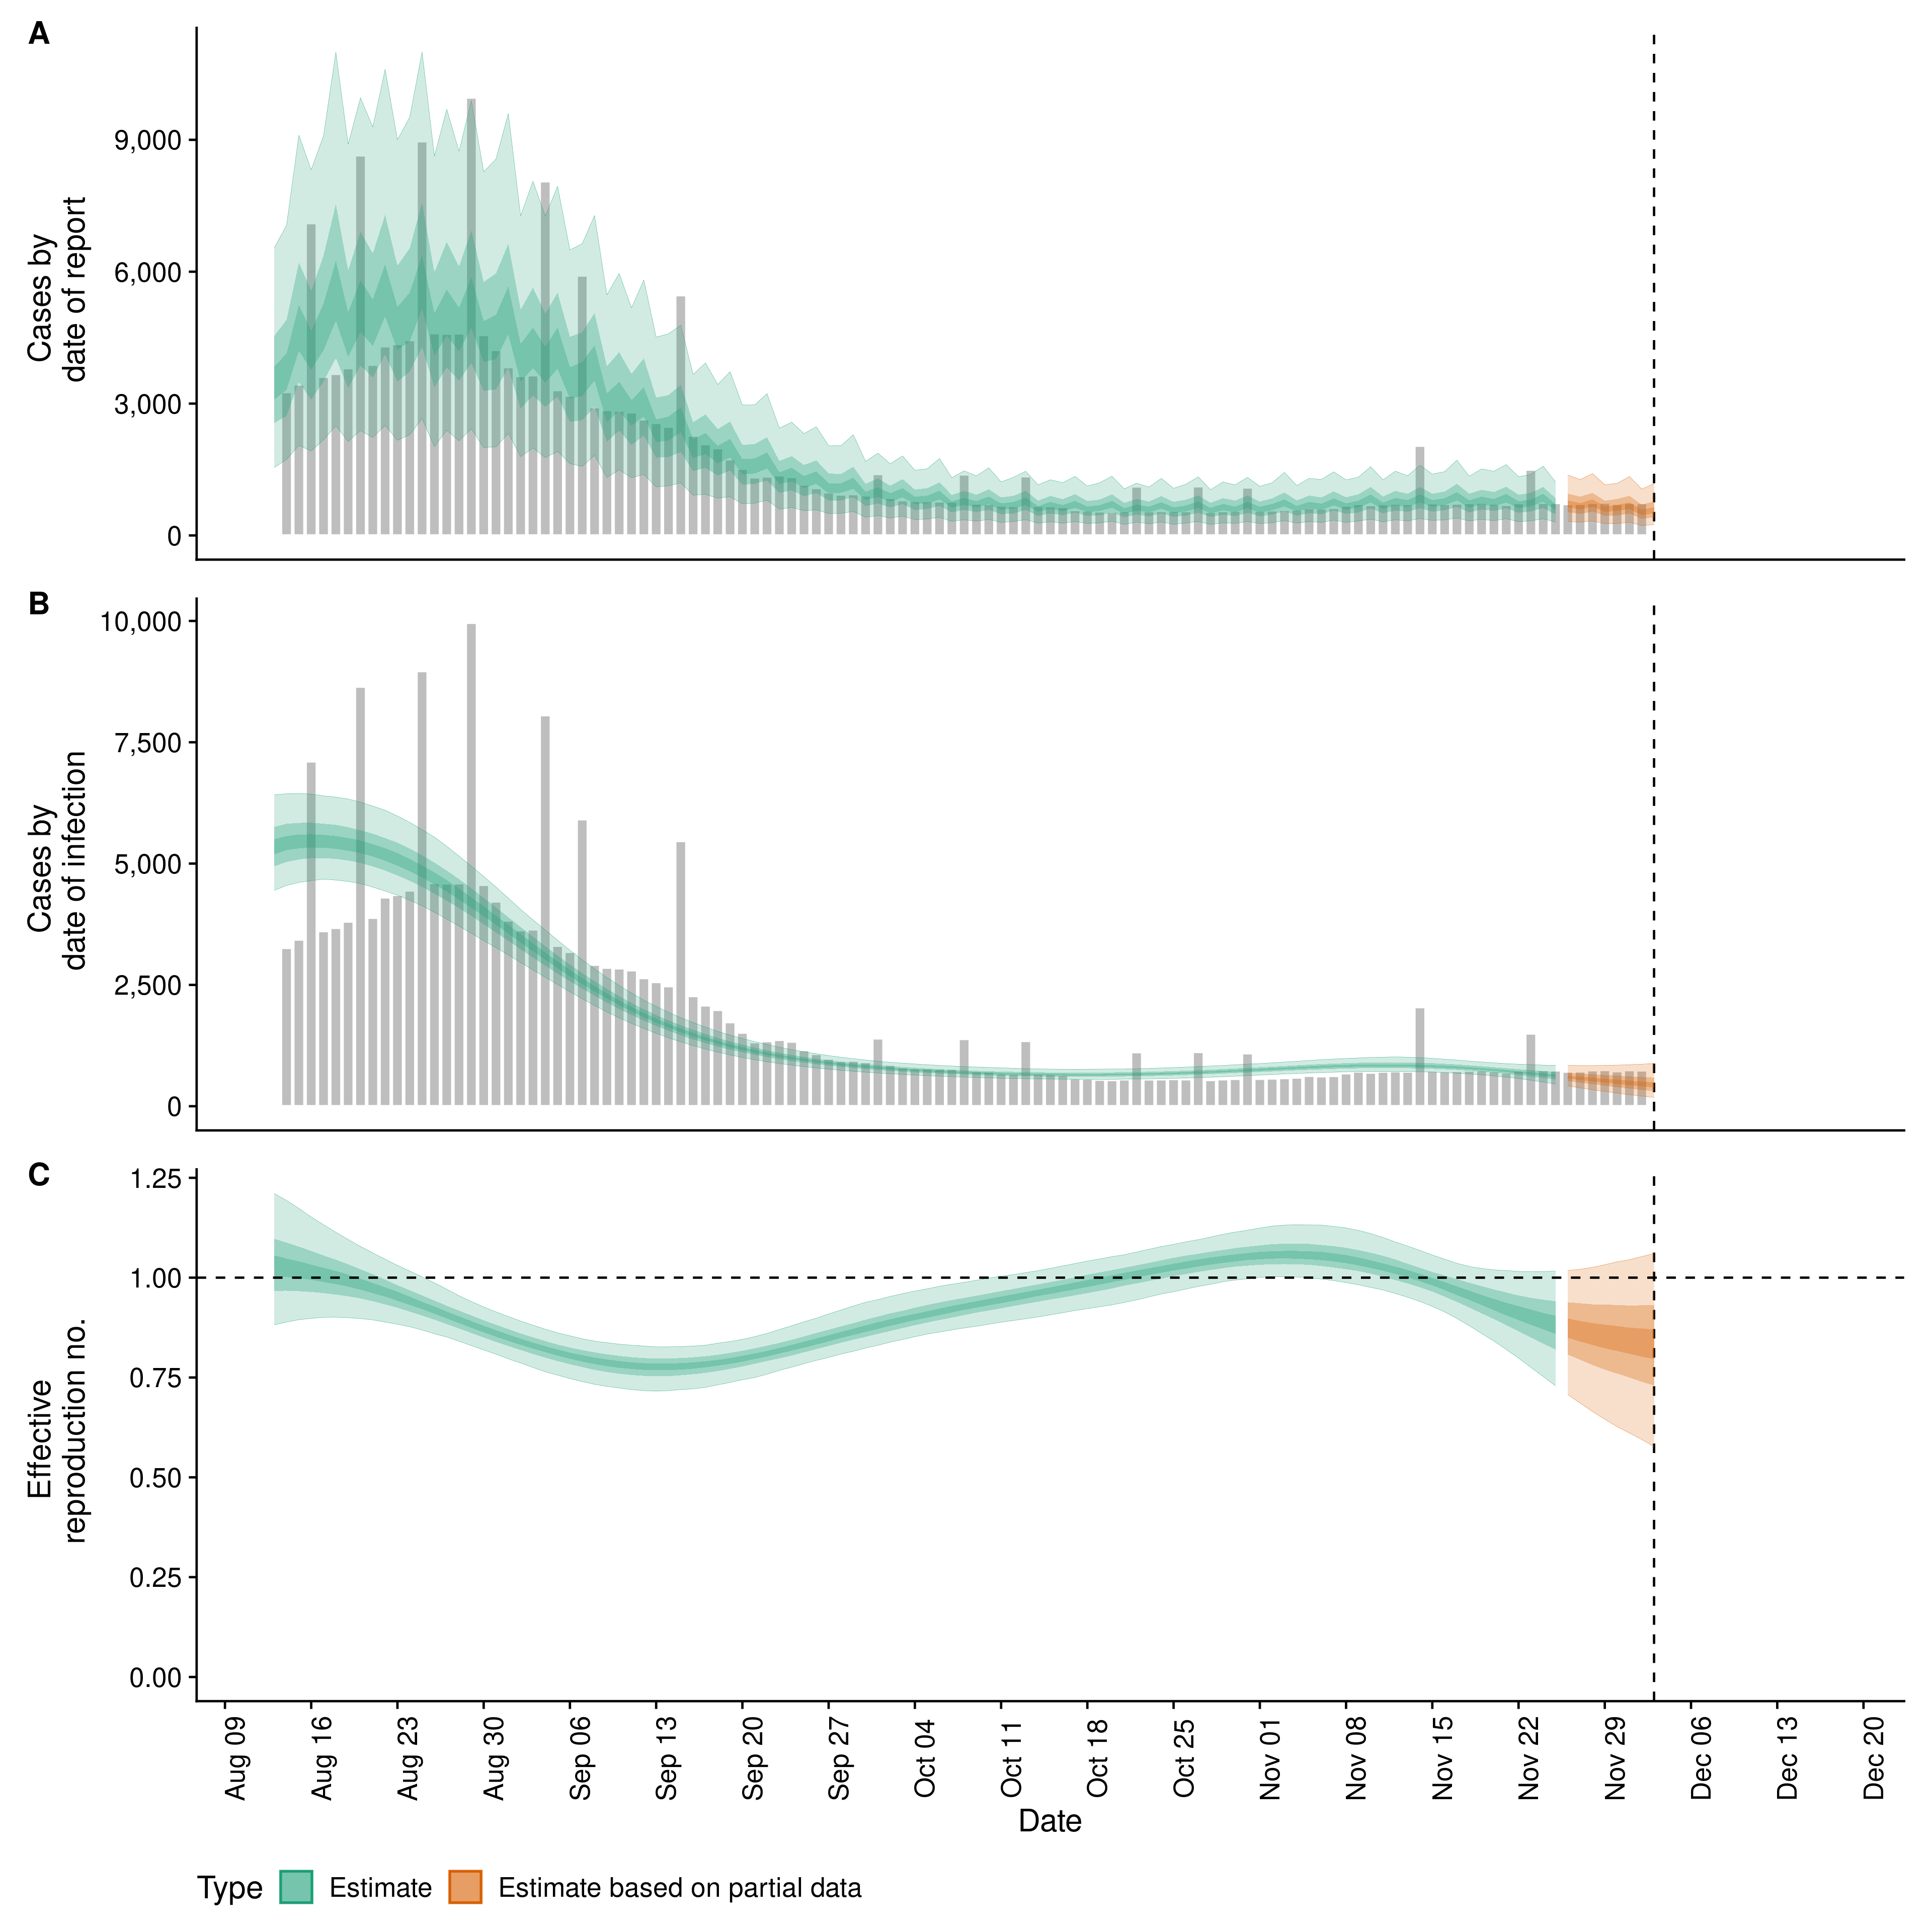 A
Cases by
date of report
9,000
6,000
3,000
0
B
Cases by
date of infection
10,000
7,500
5,000
2,500
0
C
Effective
reproduction no.
1.25
1.00
0.75
0.50
0.25
0.00
Aug 09
Aug 16
Aug 23
Aug 30
Sep 06
Sep 13
Sep 20
Sep 27
Oct 04
Oct 11
Oct 18
Oct 25
Nov 01
Nov 08
Nov 15
Nov 22
Nov 29
Dec 06
Dec 13
Dec 20
Date
Type Estimate Estimate based on partial data